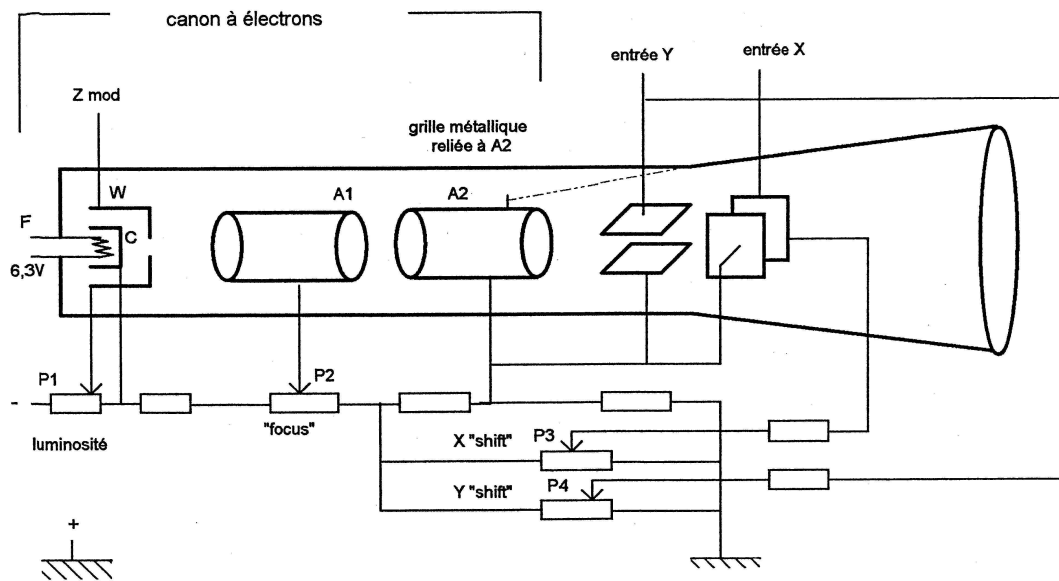 canon à électrons
entrée Y
entrée X
Z mod
grille métallique
reliée à A2
W
A1
A2
F
C
6,3V
P1
P2
-
"focus"
luminosité
X "shift"
P3
Y "shift"
P4
+